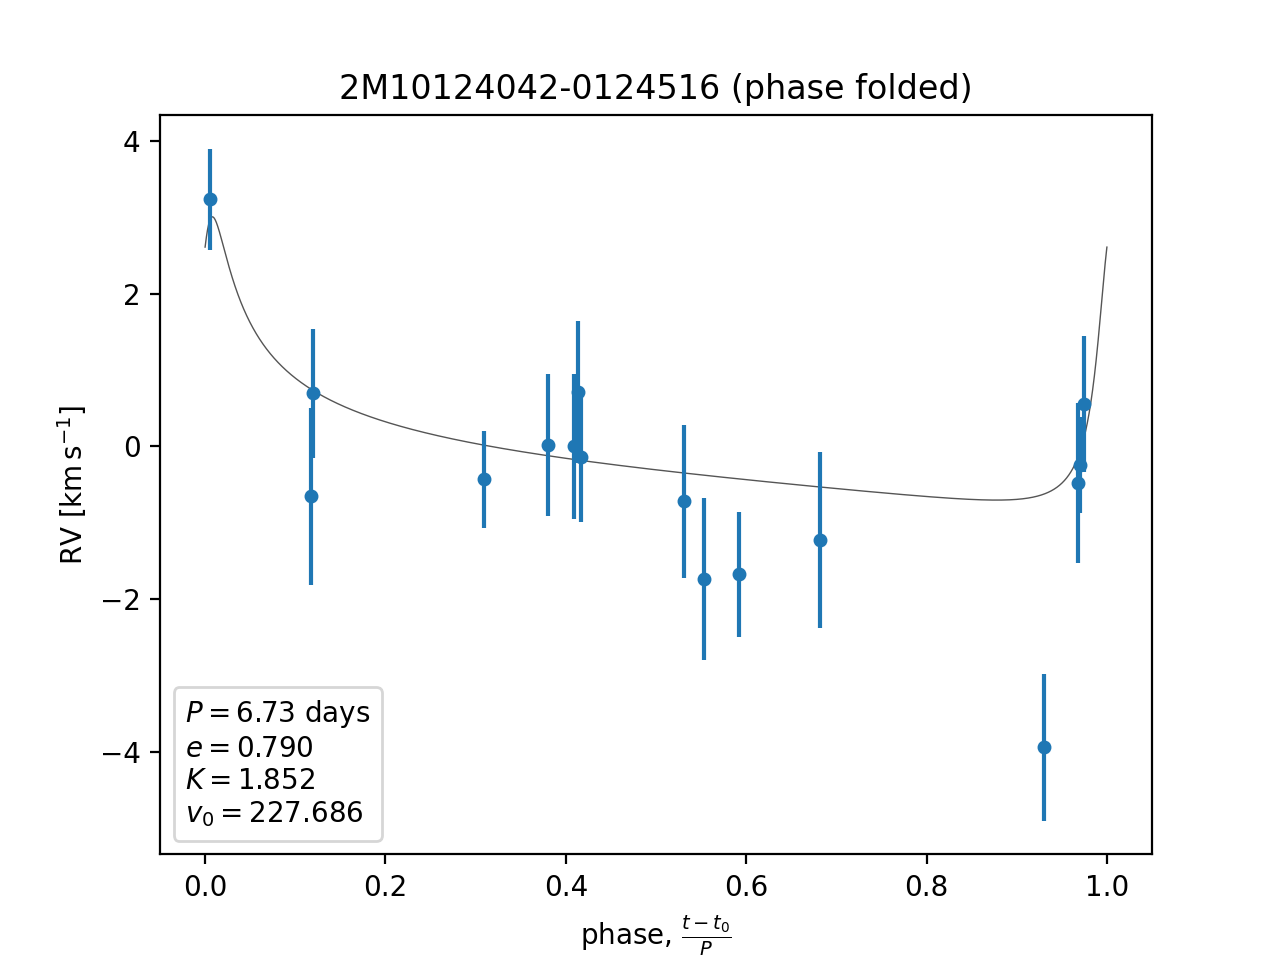 2M10124042-0124516 (phase folded)
4
2
0
−2
−4
RV [km s⁻¹]
P = 6.73 days
e = 0.790
K = 1.852
v₀ = 227.686
0.0 0.2 0.4 0.6 0.8 1.0
phase, (t − t₀)/P